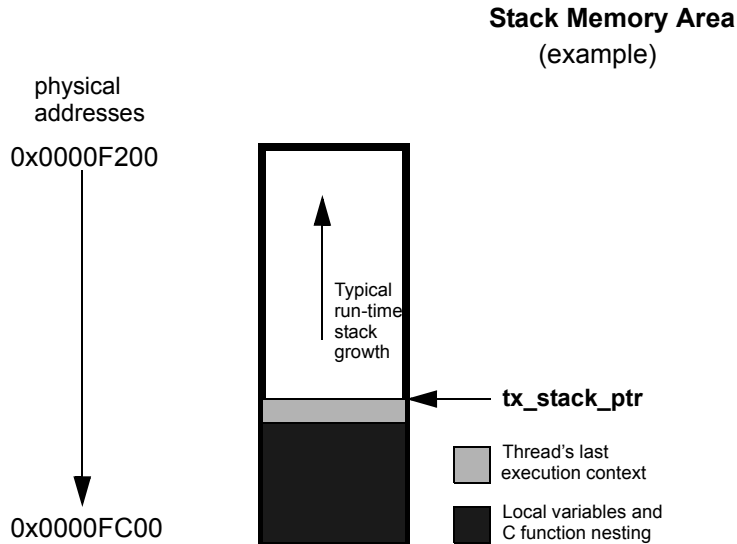 Stack Memory Area
(example)
physical
addresses
0x0000F200
Typical
run-time
stack
growth
tx_stack_ptr
Thread's last
execution context
Local variables and
C function nesting
0x0000FC00